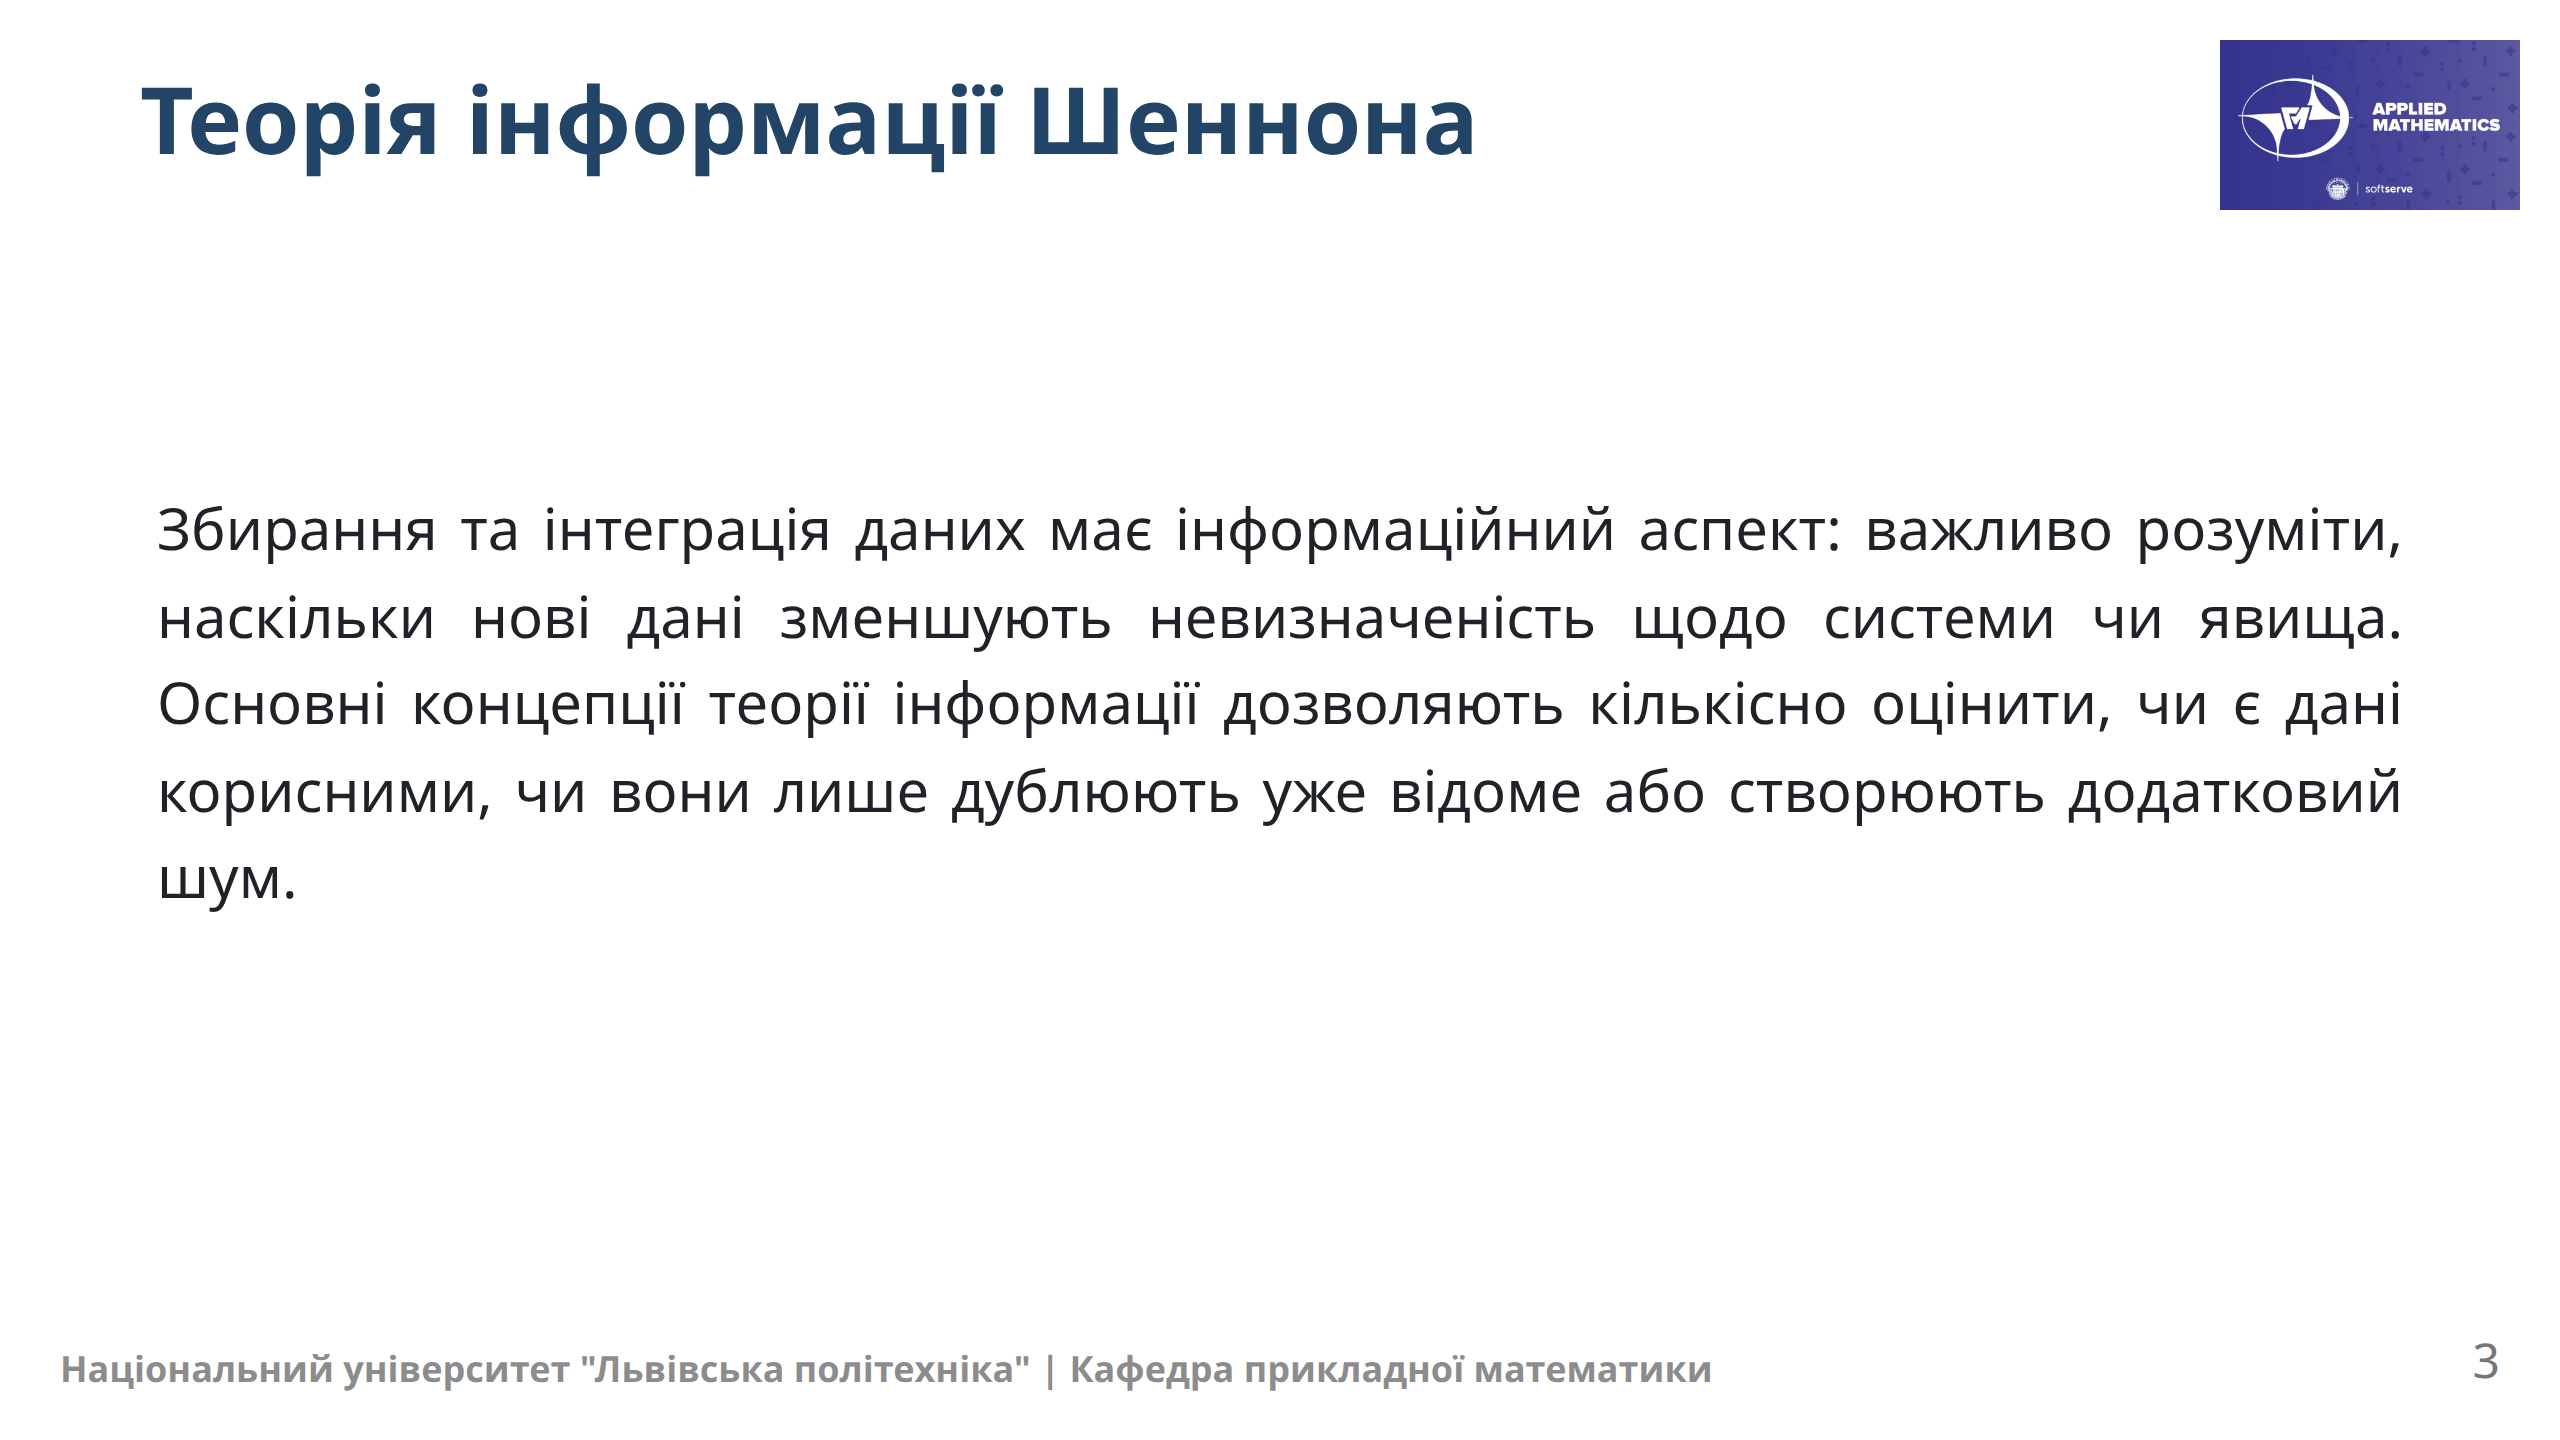 Теорія інформації Шеннона
APPLIED
MATHEMATICS
softserve
Збирання та інтеграція даних має інформаційний аспект: важливо розуміти,
наскільки нові дані зменшують невизначеність щодо системи чи явища.
Основні концепції теорії інформації дозволяють кількісно оцінити, чи є дані
корисними, чи вони лише дублюють уже відоме або створюють додатковий
шум.
Національний університет "Львівська політехніка" | Кафедра прикладної математики
3